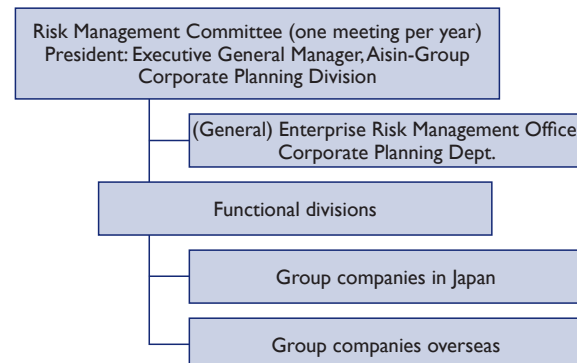 Risk Management Committee (one meeting per year)
President: Executive General Manager, Aisin-Group
Corporate Planning Division
(General) Enterprise Risk Management Office
Corporate Planning Dept.
Functional divisions
Group companies in Japan
Group companies overseas